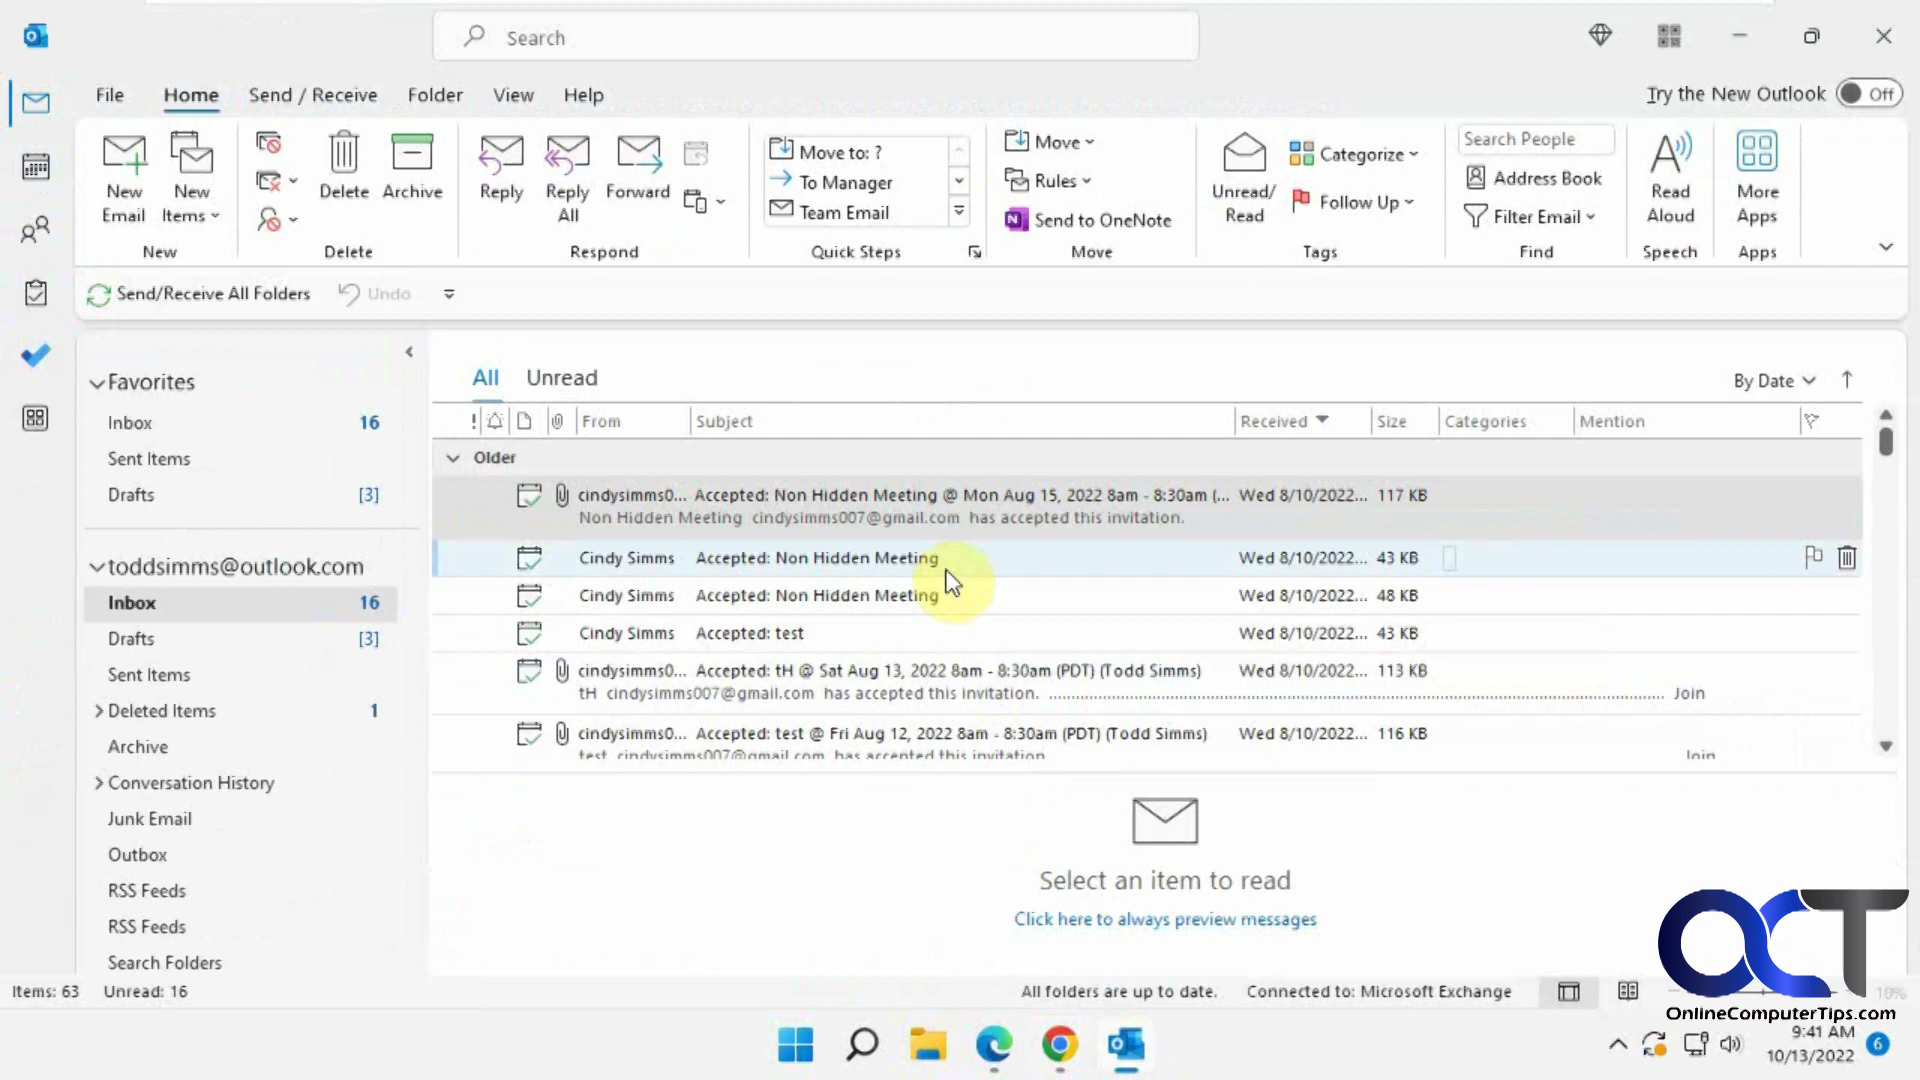 Search
File Home Send / Receive Folder View Help
Try the New Outlook Off
New Email
New Items
Delete
Archive
Reply
Reply All
Forward
Move to: ?
To Manager
Team Email
Move
Rules
Send to OneNote
Unread/ Read
Categorize
Follow Up
Search People
Address Book
Filter Email
Read Aloud
More Apps
New Delete Respond Quick Steps Move Tags Find Speech Apps
Send/Receive All Folders Undo
Favorites
Inbox 16
Sent Items
Drafts [3]
toddsimms@outlook.com
Inbox 16
Drafts [3]
Sent Items
Deleted Items 1
Archive
Conversation History
Junk Email
Outbox
RSS Feeds
RSS Feeds
Search Folders
All Unread
By Date
! From Subject Received Size Categories Mention
Older
cindysimms0... Accepted: Non Hidden Meeting @ Mon Aug 15, 2022 8am - 8:30am (... Wed 8/10/2022... 117 KB
Non Hidden Meeting cindysimms007@gmail.com has accepted this invitation.
Cindy Simms Accepted: Non Hidden Meeting Wed 8/10/2022... 43 KB
Cindy Simms Accepted: Non Hidden Meeting Wed 8/10/2022... 48 KB
Cindy Simms Accepted: test Wed 8/10/2022... 43 KB
cindysimms0... Accepted: tH @ Sat Aug 13, 2022 8am - 8:30am (PDT) (Todd Simms) Wed 8/10/2022... 113 KB
tH cindysimms007@gmail.com has accepted this invitation. Join
cindysimms0... Accepted: test @ Fri Aug 12, 2022 8am - 8:30am (PDT) (Todd Simms) Wed 8/10/2022... 116 KB
test cindysimms007@gmail.com has accepted this invitation Join
Select an item to read
Click here to always preview messages
Items: 63 Unread: 16
All folders are up to date. Connected to: Microsoft Exchange 10%
OCT
OnlineComputerTips.com
9:41 AM
10/13/2022
6